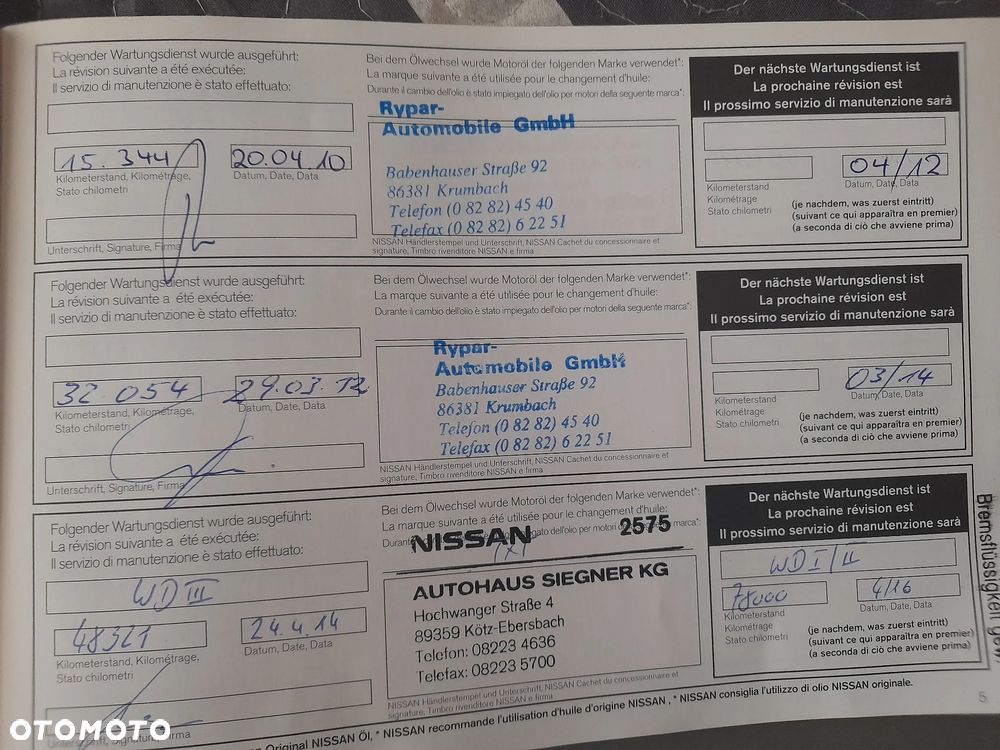 Folgender Wartungsdienst wurde ausgeführt:
La révision suivante a été exécutée:
Il servizio di manutenzione è stato effettuato:
15. 344
20.04.10
Kilometerstand, Kilométrage,
Stato chilometri
Datum, Date, Data
Unterschrift, Signature, Firma
Bei dem Ölwechsel wurde Motoröl der folgenden Marke verwendet*:
La marque suivante a été utilisée pour le changement d'huile:
Durante il cambio dell'olio è stato impiegato dell'olio per motori della seguente marca*:
Rypar-
Automobile GmbH
Babenhauser Straße 92
86381 Krumbach
Telefon (0 82 82) 45 40
Telefax (0 82 82) 6 22 51
NISSAN Händlerstempel und Unterschrift, NISSAN Cachet du concessionnaire et
signature, Timbro rivenditore NISSAN e firma
Der nächste Wartungsdienst ist
La prochaine révision est
Il prossimo servizio di manutenzione sarà
04/12
Kilometerstand
Kilométrage
Stato chilometri
Datum, Date, Data
(je nachdem, was zuerst eintritt)
(suivant ce qui apparaîtra en premier)
(a seconda di ciò che avviene prima)
Folgender Wartungsdienst wurde ausgeführt:
La révision suivante a été exécutée:
Il servizio di manutenzione è stato effettuato:
32 054
29.03.12
Kilometerstand, Kilométrage,
Stato chilometri
Datum, Date, Data
Unterschrift, Signature, Firma
Bei dem Ölwechsel wurde Motoröl der folgenden Marke verwendet*:
La marque suivante a été utilisée pour le changement d'huile:
Durante il cambio dell'olio è stato impiegato dell'olio per motori della seguente marca*:
Rypar-
Automobile GmbH
Babenhauser Straße 92
86381 Krumbach
Telefon (0 82 82) 45 40
Telefax (0 82 82) 6 22 51
NISSAN Händlerstempel und Unterschrift, NISSAN Cachet du concessionnaire et
signature, Timbro rivenditore NISSAN e firma
Der nächste Wartungsdienst ist
La prochaine révision est
Il prossimo servizio di manutenzione sarà
03/14
Kilometerstand
Kilométrage
Stato chilometri
Datum, Date, Data
(je nachdem, was zuerst eintritt)
(suivant ce qui apparaîtra en premier)
(a seconda di ciò che avviene prima)
Folgender Wartungsdienst wurde ausgeführt:
La révision suivante a été exécutée:
Il servizio di manutenzione è stato effettuato:
WD III
48321
24.4.14
Kilometerstand, Kilométrage,
Stato chilometri
Datum, Date, Data
Unterschrift, Signature, Firma
Bei dem Ölwechsel wurde Motoröl der folgenden Marke verwendet*:
La marque suivante a été utilisée pour le changement d'huile:
dell'olio per motori marca*:
NISSAN 2575
AUTOHAUS SIEGNER KG
Hochwanger Straße 4
89359 Kötz-Ebersbach
Telefon: 08223 4636
Telefax: 08223 5700
NISSAN Händlerstempel und Unterschrift, NISSAN Cachet du concessionnaire et
signature, Timbro rivenditore NISSAN e firma
Der nächste Wartungsdienst ist
La prochaine révision est
Il prossimo servizio di manutenzione sarà
WD I/II
78000
4/16
Kilometerstand
Kilométrage
Stato chilometri
Datum, Date, Data
(je nachdem, was zuerst eintritt)
(suivant ce qui apparaîtra en premier)
(a seconda di ciò che avviene prima)
Bremsflüssigkeit
Original NISSAN Öl, * NISSAN recommande l'utilisation d'huile d'origine NISSAN , * NISSAN consiglia l'utilizzo di olio NISSAN originale.
5
OTOMOTO